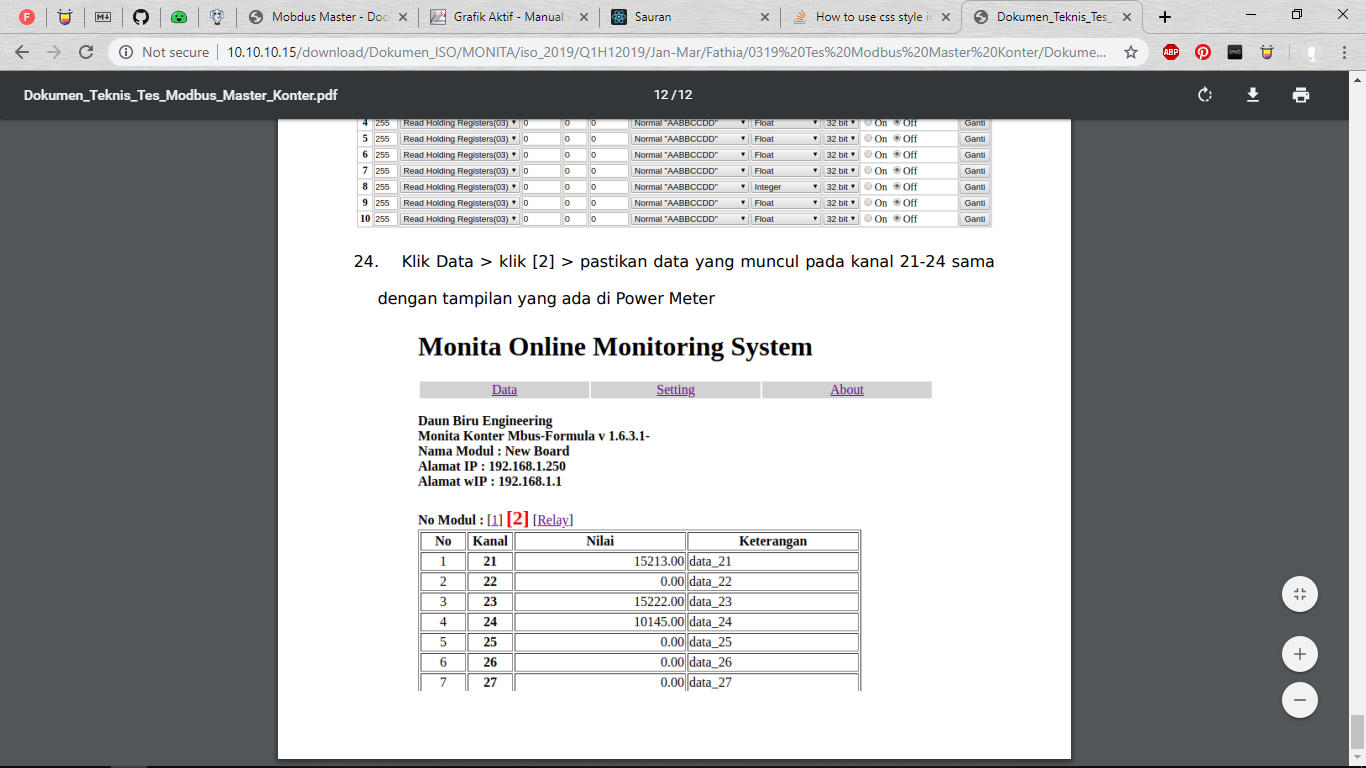 Mobdus Master - Doc
Grafik Aktif - Manual
Sauran
How to use css style i
Dokumen_Teknis_Tes_
Not secure
10.10.10.15/download/Dokumen_ISO/MONITA/iso_2019/Q1H12019/Jan-Mar/Fathia/0319%20Tes%20Modbus%20Master%20Konter/Dokume...
ABP
Dokumen_Teknis_Tes_Modbus_Master_Konter.pdf
12 / 12
4 255 Read Holding Registers(03) 0 0 0 Normal "AABBCCDD" Float 32 bit On Off Ganti
5 255 Read Holding Registers(03) 0 0 0 Normal "AABBCCDD" Float 32 bit On Off Ganti
6 255 Read Holding Registers(03) 0 0 0 Normal "AABBCCDD" Float 32 bit On Off Ganti
7 255 Read Holding Registers(03) 0 0 0 Normal "AABBCCDD" Float 32 bit On Off Ganti
8 255 Read Holding Registers(03) 0 0 0 Normal "AABBCCDD" Integer 32 bit On Off Ganti
9 255 Read Holding Registers(03) 0 0 0 Normal "AABBCCDD" Float 32 bit On Off Ganti
10 255 Read Holding Registers(03) 0 0 0 Normal "AABBCCDD" Float 32 bit On Off Ganti
24. Klik Data > klik [2] > pastikan data yang muncul pada kanal 21-24 sama
dengan tampilan yang ada di Power Meter
Monita Online Monitoring System
Data Setting About
Daun Biru Engineering
Monita Konter Mbus-Formula v 1.6.3.1-
Nama Modul : New Board
Alamat IP : 192.168.1.250
Alamat wIP : 192.168.1.1
No Modul : [1] [2] [Relay]
No Kanal Nilai Keterangan
1 21 15213.00 data_21
2 22 0.00 data_22
3 23 15222.00 data_23
4 24 10145.00 data_24
5 25 0.00 data_25
6 26 0.00 data_26
7 27 0.00 data_27